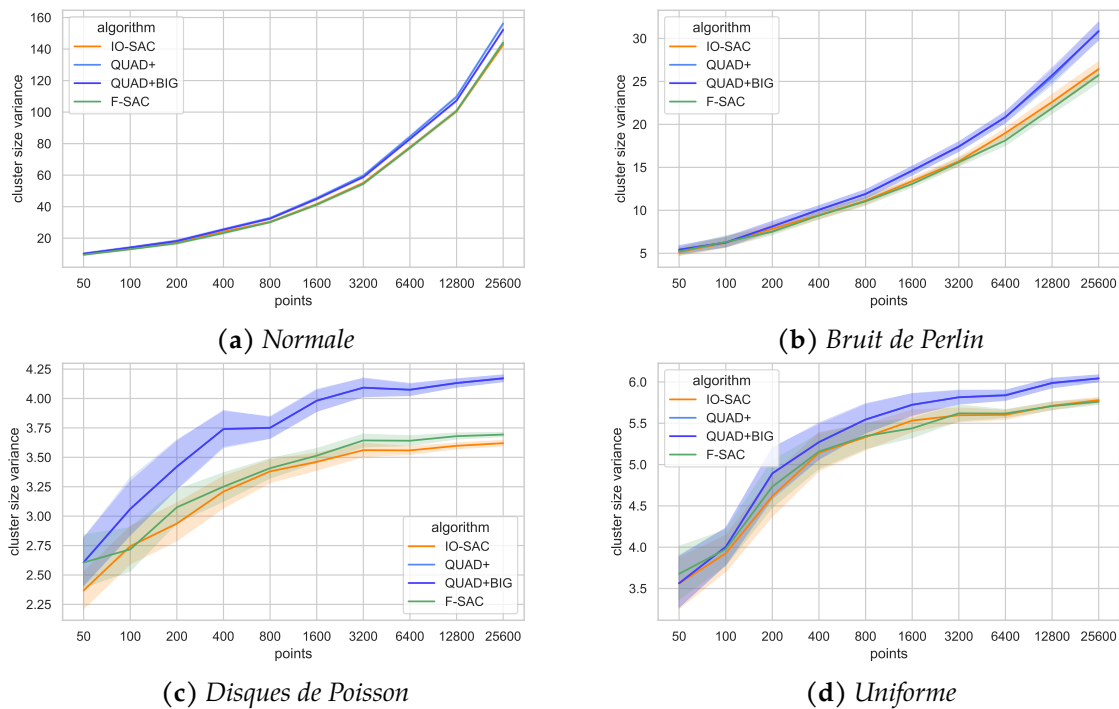 160
140
120
100
80
60
40
20
cluster size variance
algorithm
IO-SAC
QUAD+
QUAD+BIG
F-SAC
50 100 200 400 800 1600 3200 6400 12800 25600
points
(a) Normale
30
25
20
15
10
5
cluster size variance
algorithm
IO-SAC
QUAD+
QUAD+BIG
F-SAC
50 100 200 400 800 1600 3200 6400 12800 25600
points
(b) Bruit de Perlin
4.25
4.00
3.75
3.50
3.25
3.00
2.75
2.50
2.25
cluster size variance
algorithm
IO-SAC
QUAD+
QUAD+BIG
F-SAC
50 100 200 400 800 1600 3200 6400 12800 25600
points
(c) Disques de Poisson
6.0
5.5
5.0
4.5
4.0
3.5
cluster size variance
algorithm
IO-SAC
QUAD+
QUAD+BIG
F-SAC
50 100 200 400 800 1600 3200 6400 12800 25600
points
(d) Uniforme